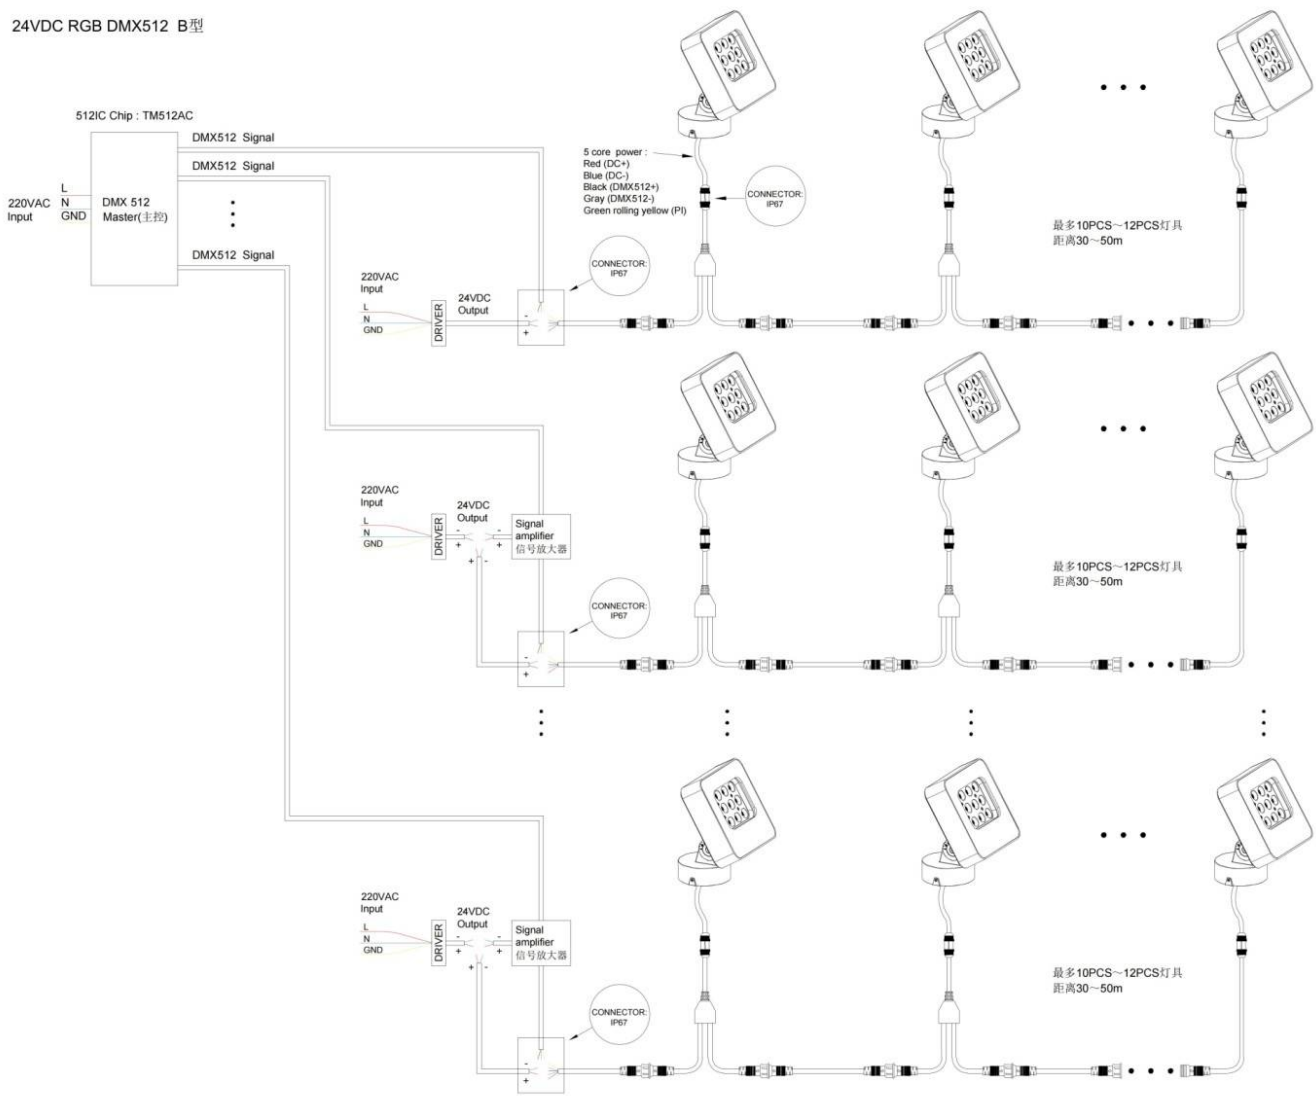 24VDC RGB DMX512 B型
512IC Chip : TM512AC
DMX512 Signal
DMX512 Signal
DMX512 Signal
220VAC
Input
L
N
GND
DMX 512
Master(主控)
5 core power :
Red (DC+)
Blue (DC-)
Black (DMX512+)
Gray (DMX512-)
Green rolling yellow (PI)
CONNECTOR:
IP67
CONNECTOR:
IP67
最多10PCS～12PCS灯具
距离30～50m
220VAC
Input
L
N
GND
DRIVER
24VDC
Output
-
+
220VAC
Input
L
N
GND
DRIVER
24VDC
Output
-
+
-
+
+ -
Signal
amplifier
信号放大器
CONNECTOR:
IP67
-
+
最多10PCS～12PCS灯具
距离30～50m
220VAC
Input
L
N
GND
DRIVER
24VDC
Output
-
+
-
+
+ -
Signal
amplifier
信号放大器
CONNECTOR:
IP67
-
+
最多10PCS～12PCS灯具
距离30～50m